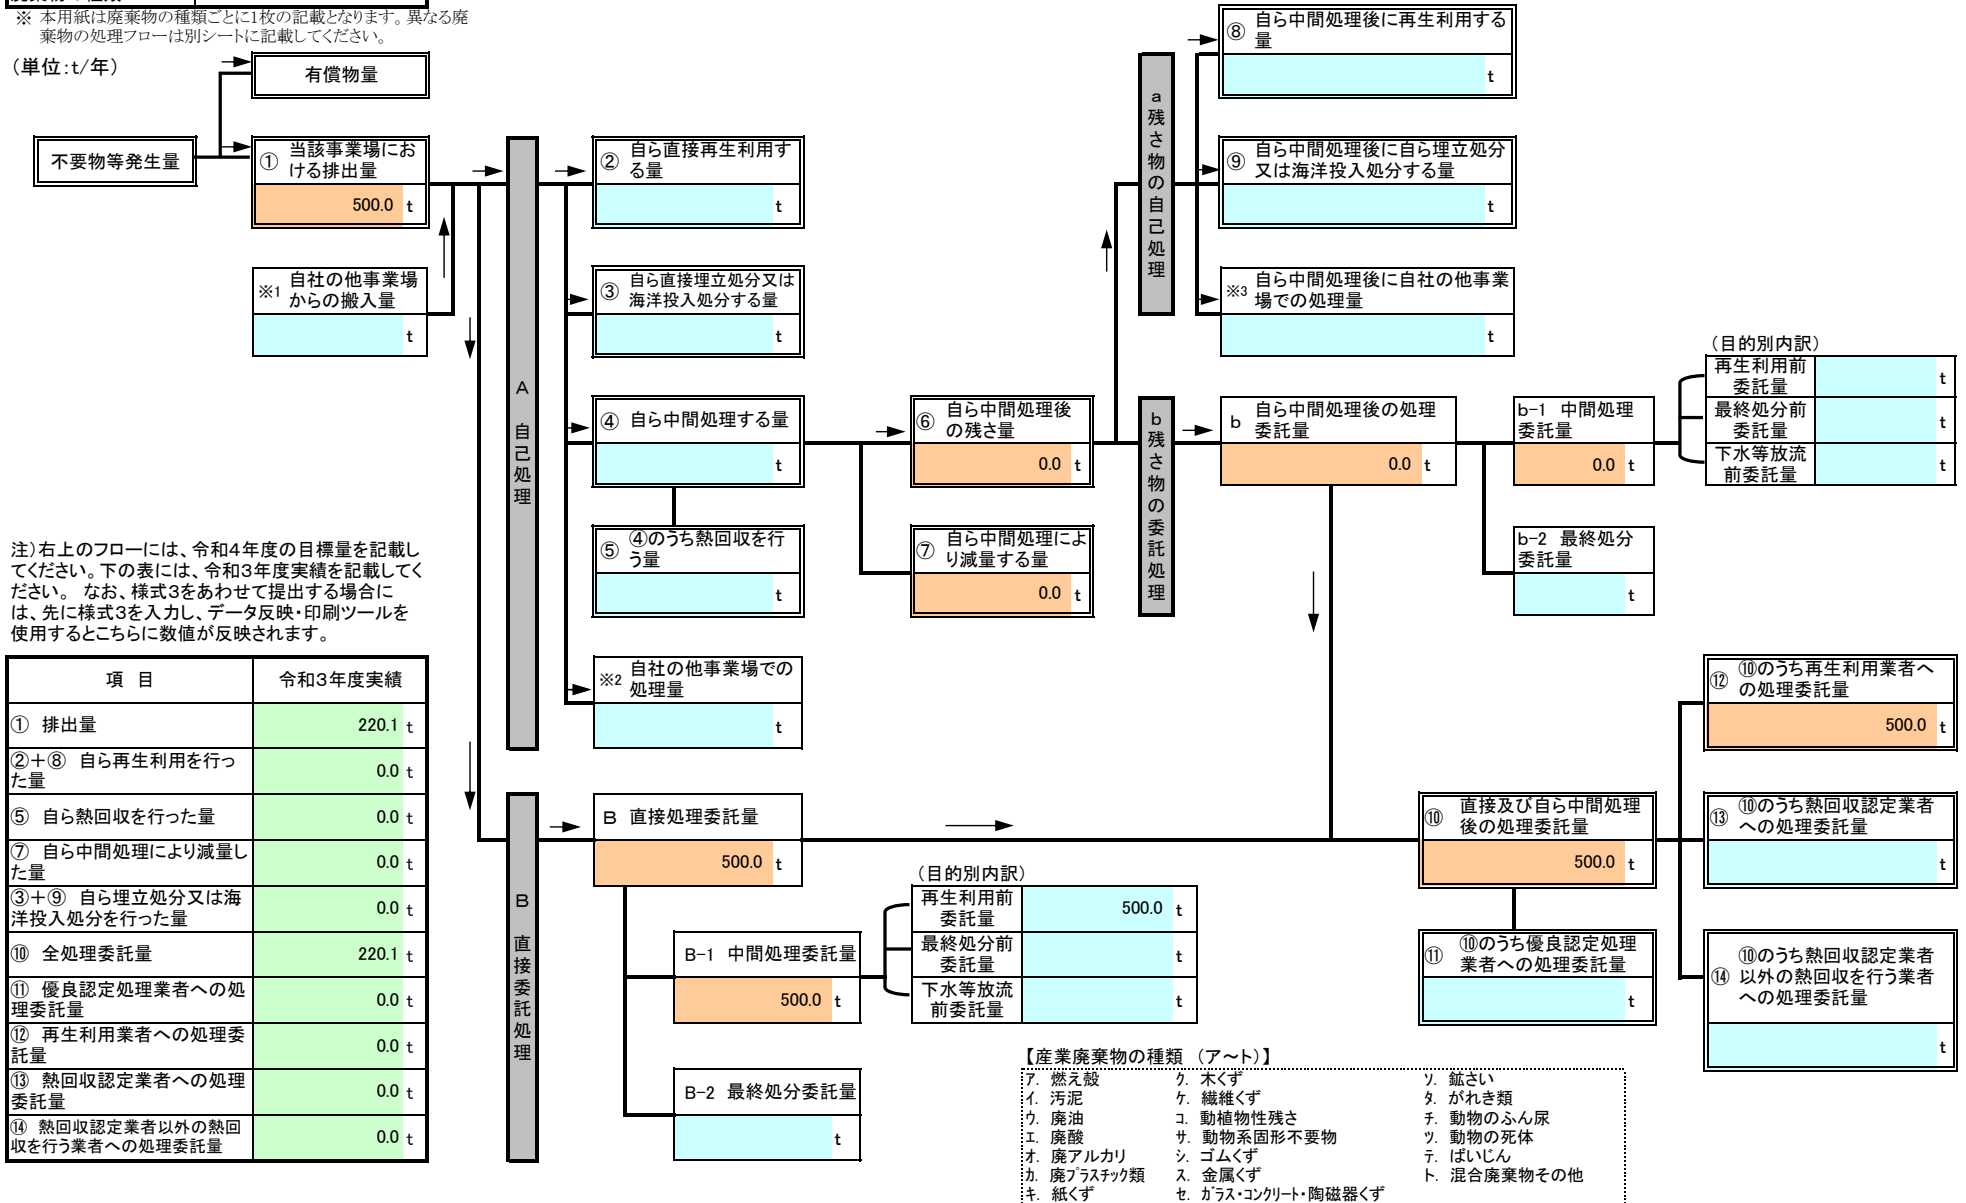 ※ 本用紙は廃棄物の種類ごとに1枚の記載となります。異なる廃
棄物の処理フローは別シートに記載してください。
(単位:t/年)
有償物量
不要物等発生量
① 当該事業場にお
ける排出量
500.0 t
※1 自社の他事業場
からの搬入量
t
A 自己処理
② 自ら直接再生利用す
る量
t
③ 自ら直接埋立処分又は
海洋投入処分する量
t
④ 自ら中間処理する量
t
⑤ ④のうち熱回収を行
う量
t
※2 自社の他事業場での
処理量
t
⑥ 自ら中間処理後
の残さ量
0.0 t
⑦ 自ら中間処理によ
り減量する量
0.0 t
a 残さ物の自己処理
⑧ 自ら中間処理後に再生利用する
量
t
⑨ 自ら中間処理後に自ら埋立処分
又は海洋投入処分する量
t
※3 自ら中間処理後に自社の他事業
場での処理量
t
b 残さ物の委託処理
b 自ら中間処理後の処理
委託量
0.0 t
b-1 中間処理
委託量
0.0 t
b-2 最終処分
委託量
t
(目的別内訳)
再生利用前
委託量
t
最終処分前
委託量
t
下水等放流
前委託量
t
注)右上のフローには、令和4年度の目標量を記載し
てください。下の表には、令和3年度実績を記載してく
ださい。 なお、様式3をあわせて提出する場合に
は、先に様式3を入力し、データ反映・印刷ツールを
使用するとこちらに数値が反映されます。
項 目 令和3年度実績
① 排出量 220.1 t
②+⑧ 自ら再生利用を行っ
た量
0.0 t
⑤ 自ら熱回収を行った量 0.0 t
⑦ 自ら中間処理により減量し
た量
0.0 t
③+⑨ 自ら埋立処分又は海
洋投入処分を行った量
0.0 t
⑩ 全処理委託量 220.1 t
⑪ 優良認定処理業者への処
理委託量
0.0 t
⑫ 再生利用業者への処理委
託量
0.0 t
⑬ 熱回収認定業者への処理
委託量
0.0 t
⑭ 熱回収認定業者以外の熱回
収を行う業者への処理委託量
0.0 t
B 直接委託処理
B 直接処理委託量
500.0 t
B-1 中間処理委託量
500.0 t
B-2 最終処分委託量
t
(目的別内訳)
再生利用前
委託量
500.0 t
最終処分前
委託量
t
下水等放流
前委託量
t
⑩ 直接及び自ら中間処理
後の処理委託量
500.0 t
⑪ ⑩のうち優良認定処理
業者への処理委託量
t
⑫ ⑩のうち再生利用業者へ
の処理委託量
500.0 t
⑬ ⑩のうち熱回収認定業者
への処理委託量
t
⑭ ⑩のうち熱回収認定業者
以外の熱回収を行う業者
への処理委託量
t
【産業廃棄物の種類 (ア～ト)】
ア. 燃え殻 ク. 木くず ソ. 鉱さい
イ. 汚泥 ケ. 繊維くず タ. がれき類
ウ. 廃油 コ. 動植物性残さ チ. 動物のふん尿
エ. 廃酸 サ. 動物系固形不要物 ツ. 動物の死体
オ. 廃アルカリ シ. ゴムくず テ. ばいじん
カ. 廃プラスチック類 ス. 金属くず ト. 混合廃棄物その他
キ. 紙くず セ. ガラス・コンクリート・陶磁器くず